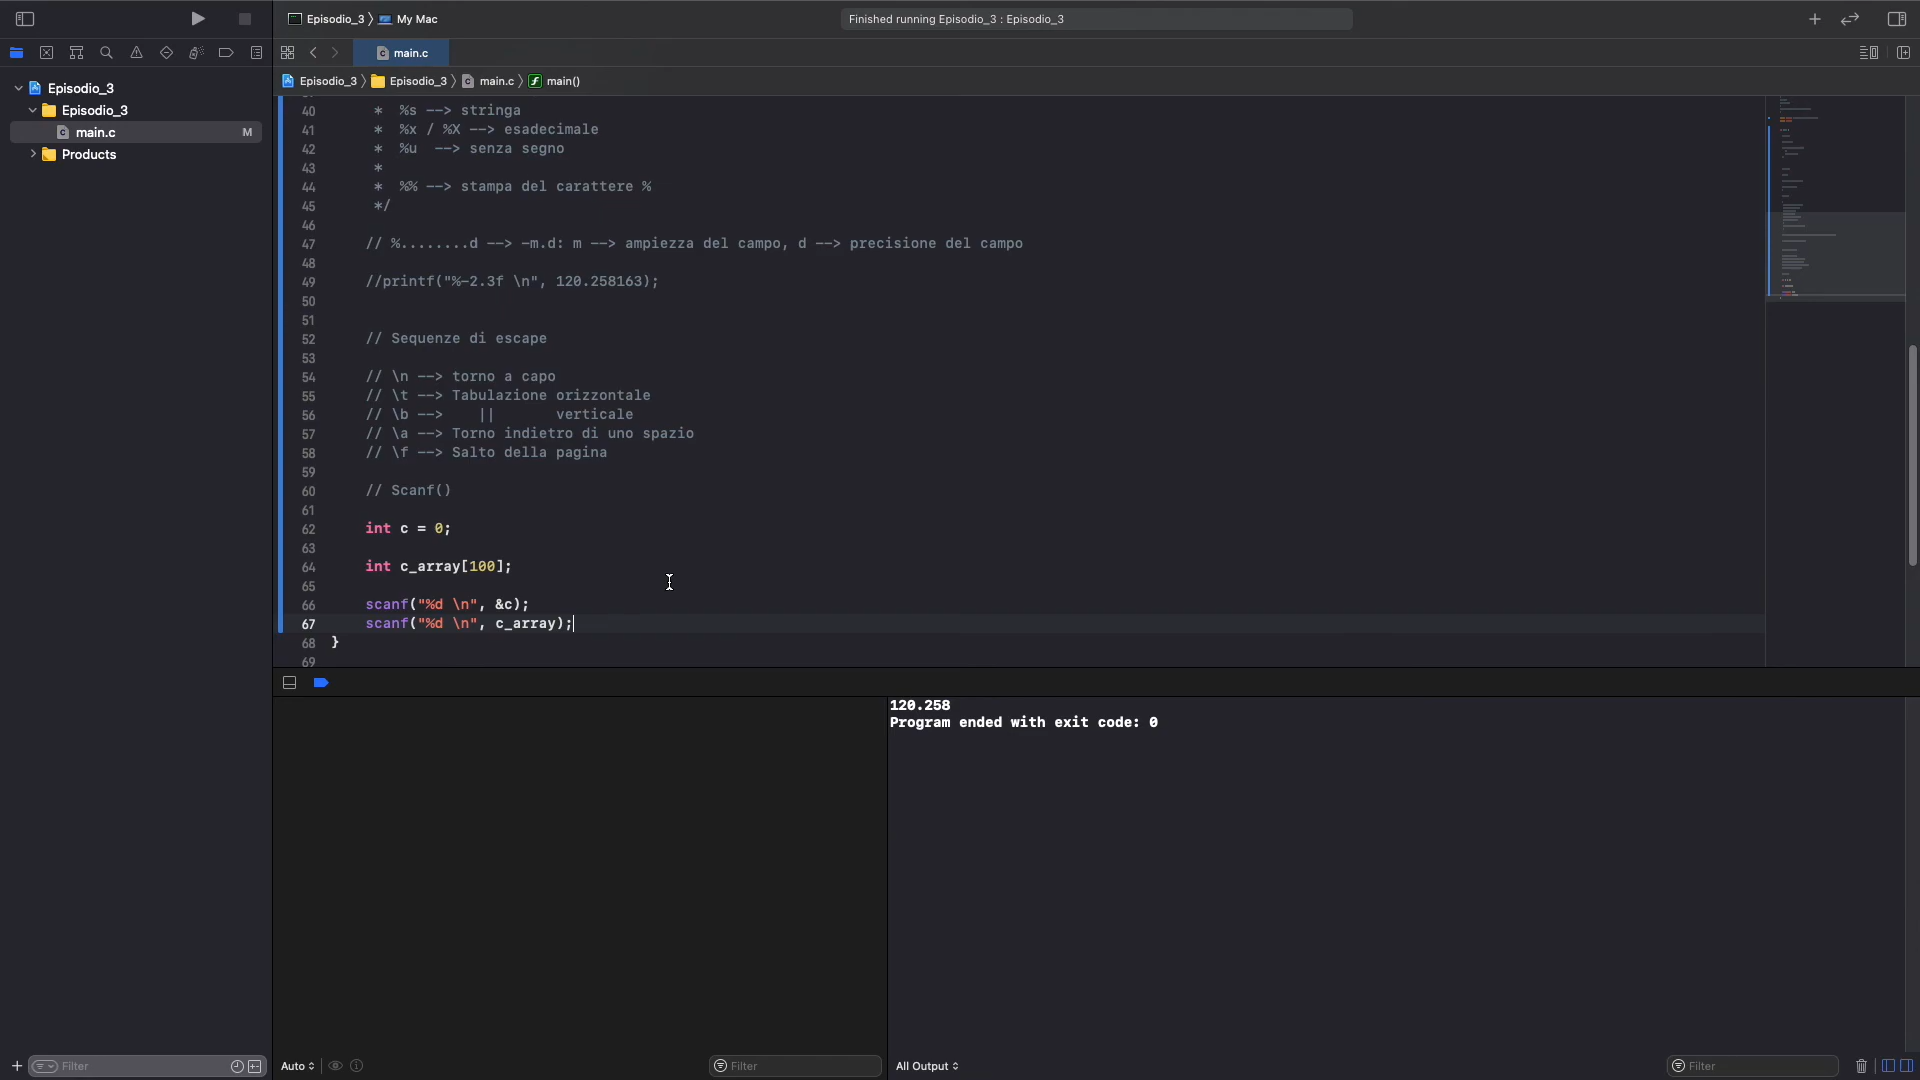 Episodio_3 〉 My Mac
Finished running Episodio_3 : Episodio_3
main.c
Episodio_3 〉 Episodio_3 〉 main.c 〉 main()
Episodio_3
Episodio_3
main.c M
Products
40 * %s --> stringa
41 * %x / %X --> esadecimale
42 * %u --> senza segno
43 *
44 * %% --> stampa del carattere %
45 */
46
47 // %........d --> -m.d: m --> ampiezza del campo, d --> precisione del campo
48
49 //printf("%-2.3f \n", 120.258163);
50
51
52 // Sequenze di escape
53
54 // \n --> torno a capo
55 // \t --> Tabulazione orizzontale
56 // \b --> || verticale
57 // \a --> Torno indietro di uno spazio
58 // \f --> Salto della pagina
59
60 // Scanf()
61
62 int c = 0;
63
64 int c_array[100];
65
66 scanf("%d \n", &c);
67 scanf("%d \n", c_array);
68 }
69
120.258
Program ended with exit code: 0
Filter
Auto
Filter
All Output
Filter